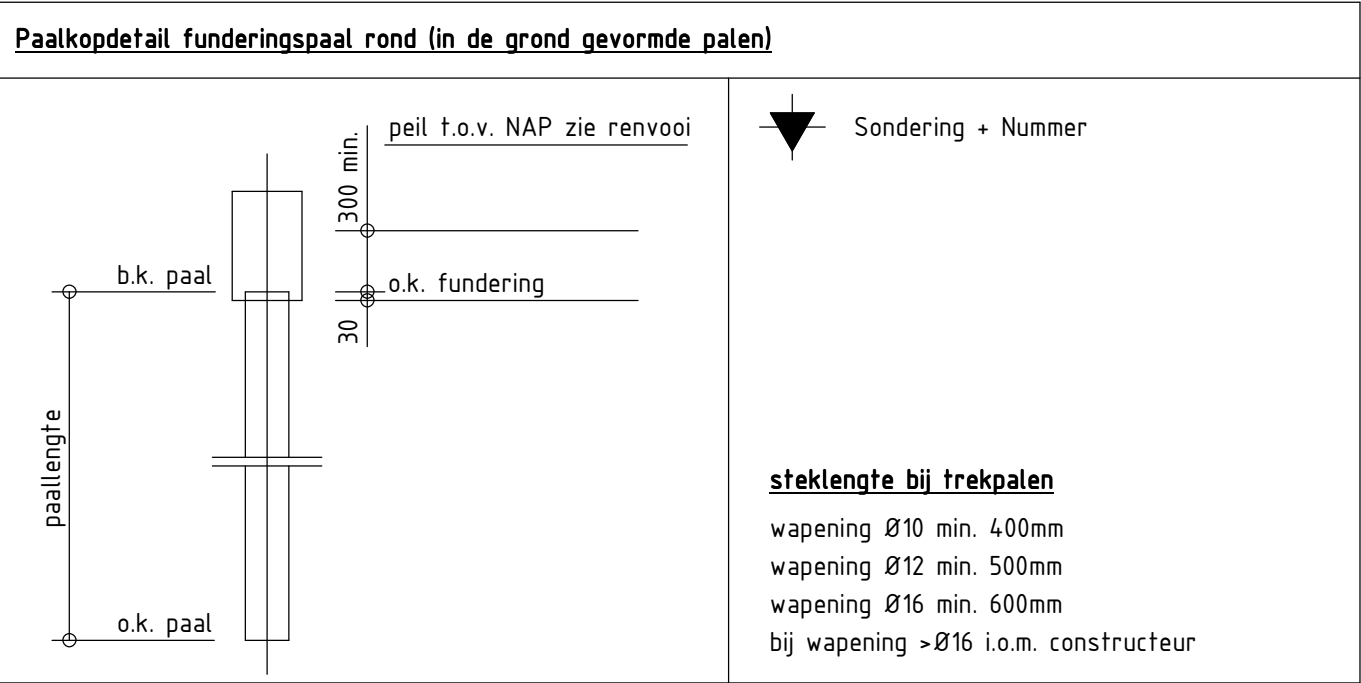 Paalkopdetail funderingspaal rond (in de grond gevormde palen)
peil t.o.v. NAP zie renvooi
300 min.
b.k. paal
o.k. fundering
30
paallengte
o.k. paal
Sondering + Nummer
steklengte bij trekpalen
wapening Ø10 min. 400mm
wapening Ø12 min. 500mm
wapening Ø16 min. 600mm
bij wapening >Ø16 i.o.m. constructeur